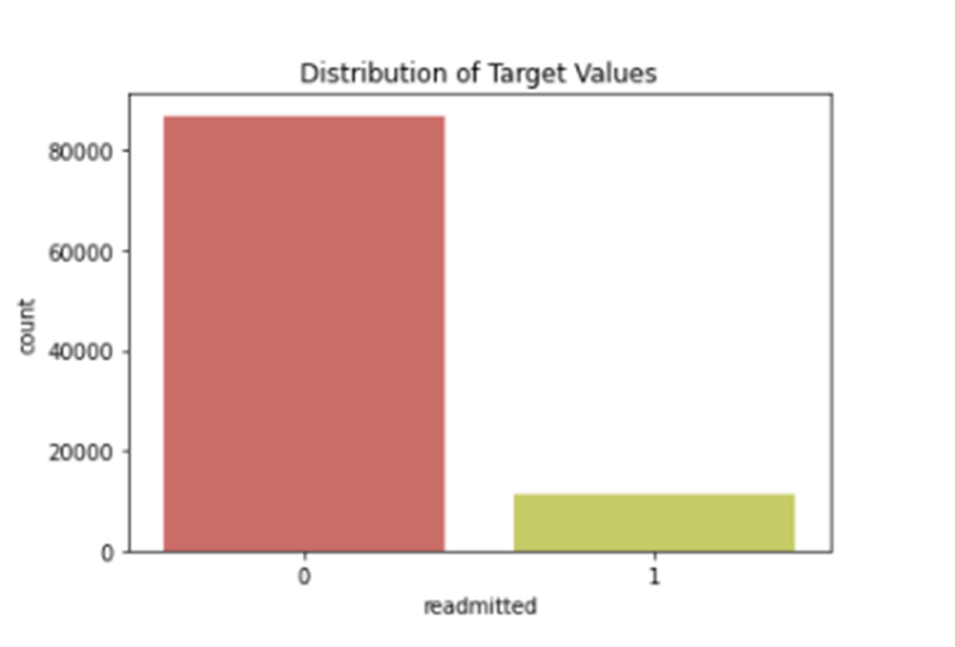 Distribution of Target Values
80000
60000
40000
20000
0
count
0 1
readmitted